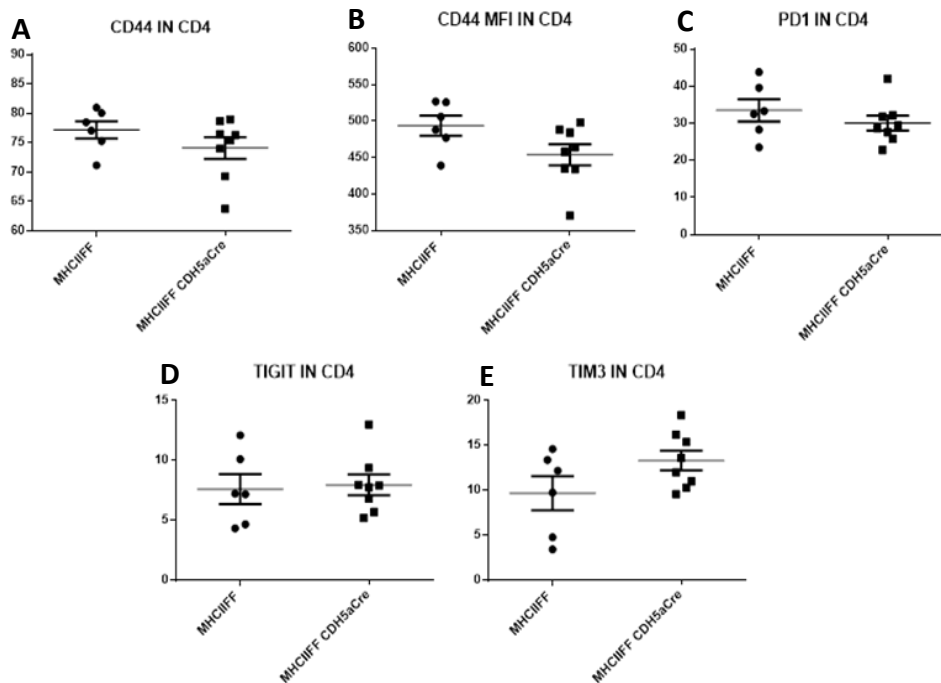 A
CD44 IN CD4
90
85
80
75
70
65
60
MHCIIFF
MHCIIFF CDH5aCre
B
CD44 MFI IN CD4
600
550
500
450
400
350
MHCIIFF
MHCIIFF CDH5aCre
C
PD1 IN CD4
50
40
30
20
10
0
MHCIIFF
MHCIIFF CDH5aCre
D
TIGIT IN CD4
15
10
5
0
MHCIIFF
MHCIIFF CDH5aCre
E
TIM3 IN CD4
20
15
10
5
0
MHCIIFF
MHCIIFF CDH5aCre